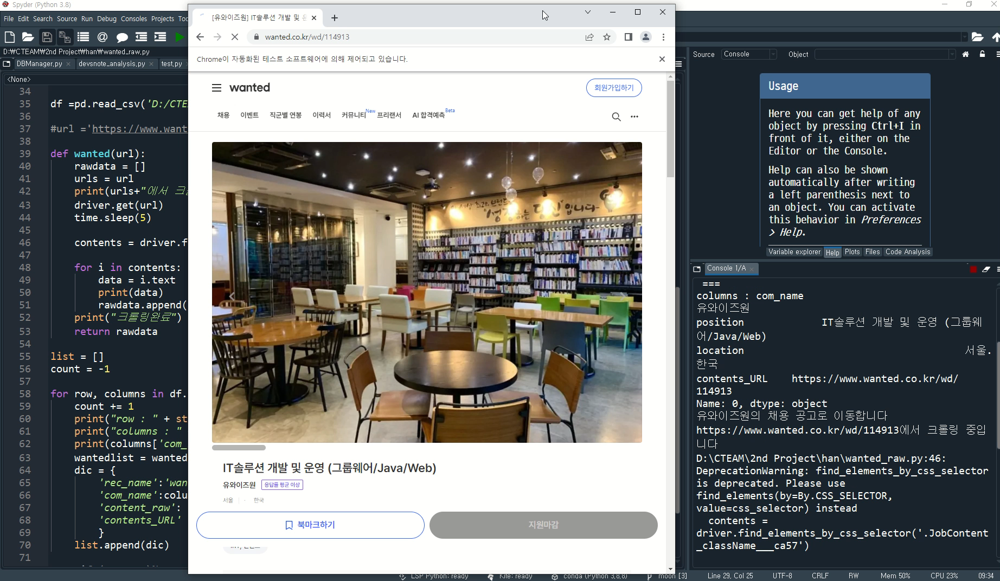 Spyder (Python 3.8)
File Edit Search Source Run Debug Consoles Projects
D:₩CTEAM₩2nd Project₩han₩wanted_raw.py
DBManager.py devsnote_analysis.py test.py
<None>
34
35 df =pd.read_csv('D:/CTE
36
37 #url ='https://www.want
38
39 def wanted(url):
40 rawdata = []
41 urls = url
42 print(urls+"에서
43 driver.get(url)
44 time.sleep(5)
45
46 contents = driver.f
47
48 for i in contents:
49 data = i.text
50 print(data)
51 rawdata.append(
52 print("크롤링완료")
53 return rawdata
54
55 list = []
56 count = -1
57
58 for row, columns in df.
59 count += 1
60 print("row : " + st
61 print("columns : "
62 print(columns['com_
63 wantedlist = wanted
64 dic = {
65 'rec_name':'wan
66 'com_name':colu
67 'content_raw':
68 'contents_URL'
69 }
70 list.append(dic)
71
[유와이즈원] IT솔루션 개발 및
wanted.co.kr/wd/114913
Chrome이 자동화된 테스트 소프트웨어에 의해 제어되고 있습니다.
wanted
회원가입하기
채용 이벤트 직군별 연봉 이력서 커뮤니티 New 프리랜서 AI 합격예측 Beta
성장하는 당신입니다
IT솔루션 개발 및 운영 (그룹웨어/Java/Web)
유와이즈원 응답률 평균 이상
서울 · 한국
북마크하기
지원마감
Source Console Object
Usage
Here you can get help of any
object by pressing Ctrl+I in
front of it, either on the
Editor or the Console.
Help can also be shown
automatically after writing
a left parenthesis next to
an object. You can activate
this behavior in Preferences
> Help.
Variable explorer Help Plots Files Code Analysis
Console 1/A
===
columns : com_name
유와이즈원
position IT솔루션 개발 및 운영 (그룹웨
어/Java/Web)
location 서울.
한국
contents_URL https://www.wanted.co.kr/wd/
114913
Name: 0, dtype: object
유와이즈원의 채용 공고로 이동합니다
https://www.wanted.co.kr/wd/114913에서 크롤링 중입
니다
D:\CTEAM\2nd Project\han\wanted_raw.py:46:
DeprecationWarning: find_elements_by_css_selector
is deprecated. Please use
find_elements(by=By.CSS_SELECTOR,
value=css_selector) instead
contents =
driver.find_elements_by_css_selector('.JobContent
_className___ca57')
LSP Python: ready Kite: ready conda (Python 3.8.8) moon [3] Line 29, Col 25 UTF-8 CRLF RW Mem 50% CPU 23% 09:34